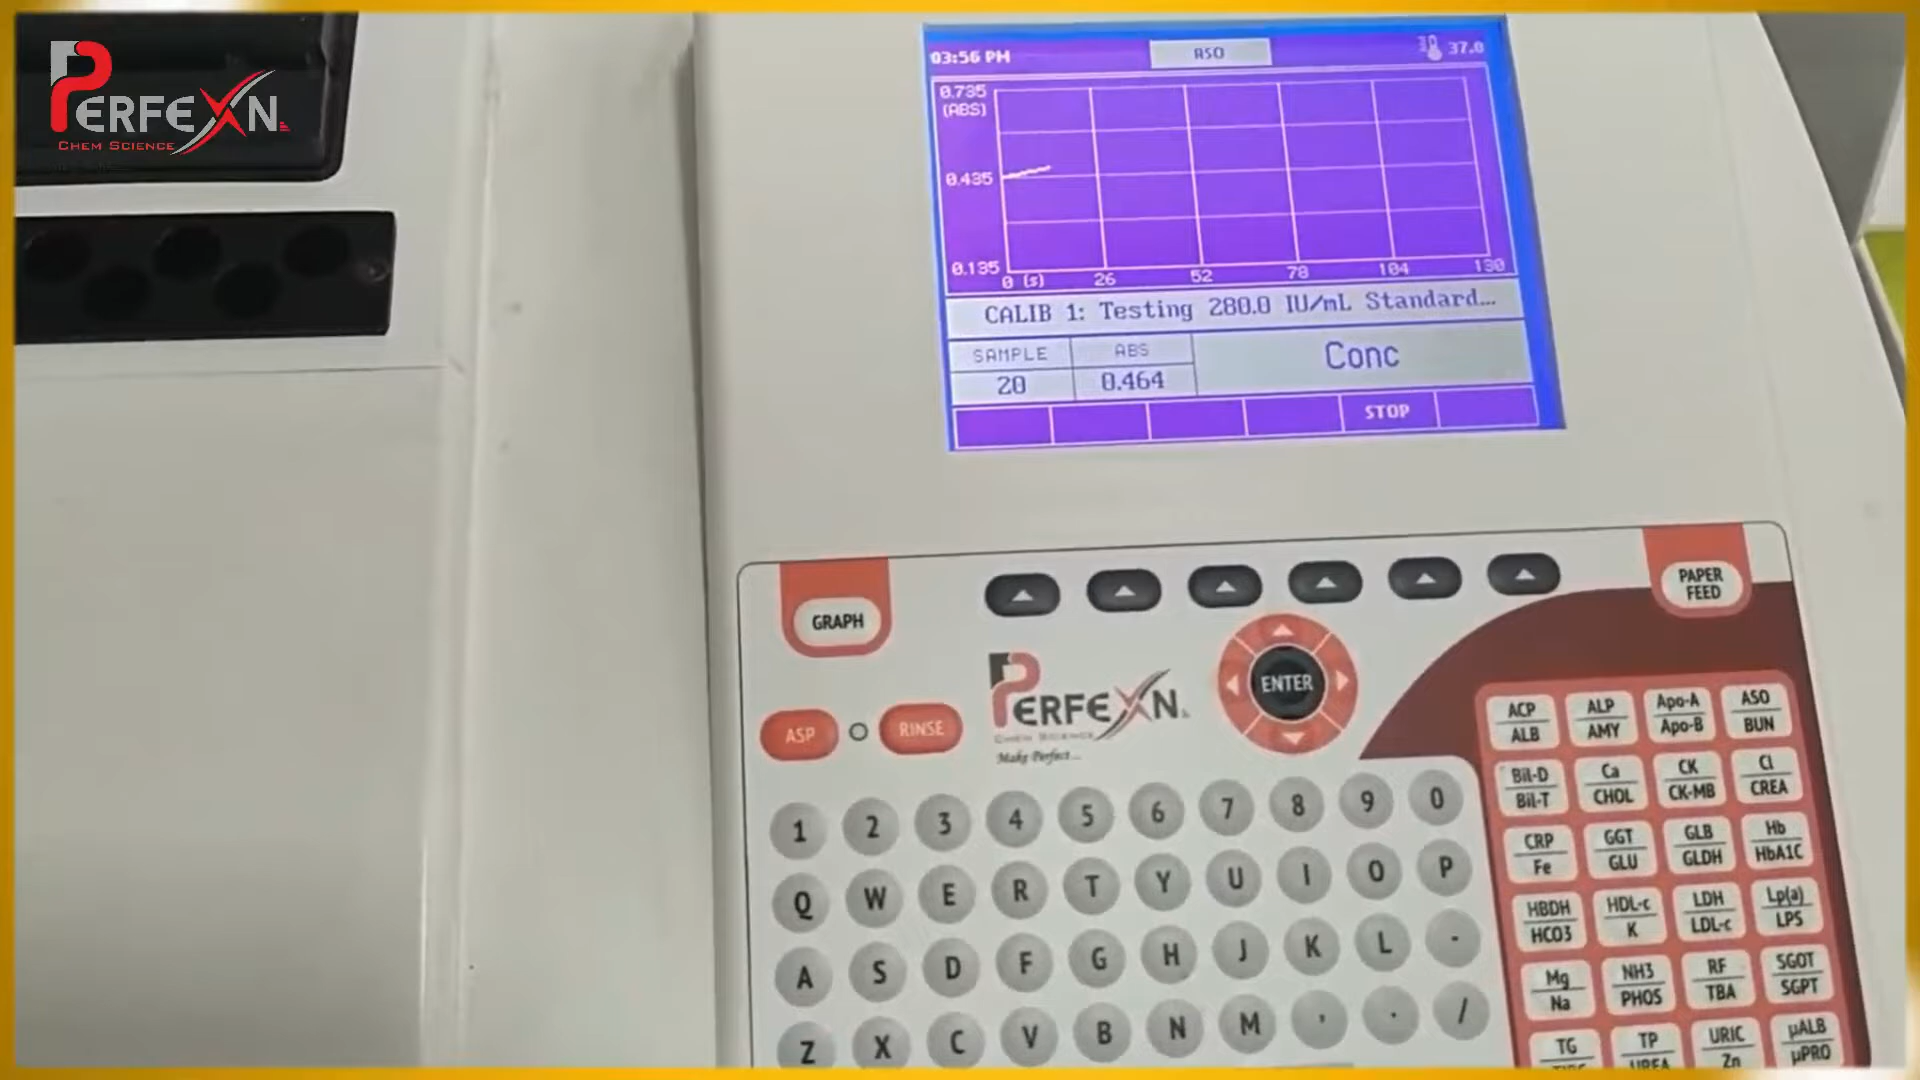 PERFEXN
CHEM SCIENCE
03:56 PM
ASO
37.0
0.735
(ABS)
0.435
0.135
0 (s) 26 52 78 104 130
CALIB 1: Testing 280.0 IU/mL Standard...
SAMPLE ABS
Conc
20 0.464
STOP
GRAPH
PAPER
FEED
ASP
RINSE
PERFEXN
CHEM SCIENCE
Make Perfect...
ENTER
1 2 3 4 5 6 7 8 9 0
Q W E R T Y U I O P
A S D F G H J K L -
Z X C V B N M , . /
ACP ALP Apo-A ASO
ALB AMY Apo-B BUN
Bil-D Ca CK Cl
Bil-T CHOL CK-MB CREA
CRP GGT GLB Hb
Fe GLU GLDH HbA1C
HBDH HDL-c LDH Lp(a)
HCO3 K LDL-c LPS
Mg NH3 RF SGOT
Na PHOS TBA SGPT
TG TP URIC µALB
UREA Zn µPRO